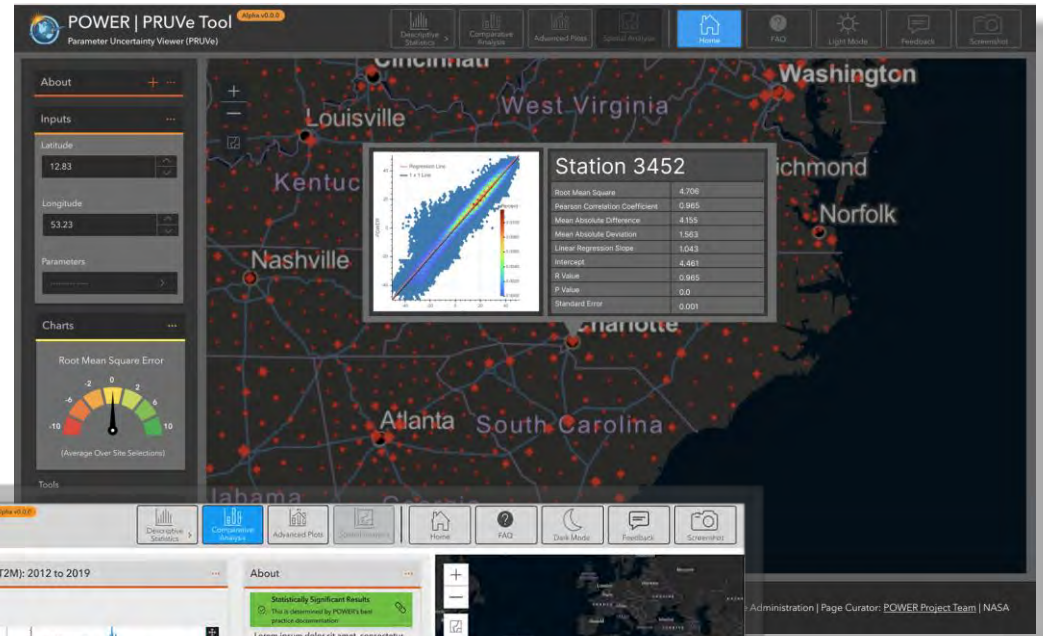 POWER | PRUVe Tool
Alpha v0.0.0
Parameter Uncertainty Viewer (PRUVe)
Descriptive Statistics
Comparative Analysis
Advanced Plots
Spatial Analysis
Home
FAQ
Light Mode
Feedback
Screenshot
About
Inputs
Latitude
12.83
Longitude
53.23
Parameters
Charts
Root Mean Square Error
-10
-6
-2
0
2
6
10
(Average Over Site Selections)
Tools
Cincinnati
Washington
Louisville
West Virginia
Kentuc
ichmond
Norfolk
Nashville
Charlotte
Atlanta
South Carolina
labama
Georgia
Regression Line
1 x 1 Line
POWER
Station 3452
Root Mean Square 4.706
Pearson Correlation Coefficient 0.965
Mean Absolute Difference 4.155
Mean Absolute Deviation 1.563
Linear Regression Slope 1.043
Intercept 4.461
R Value 0.965
P Value 0.0
Standard Error 0.001
Alpha v0.0.0
Descriptive Statistics
Comparative Analysis
Advanced Plots
Spatial Analysis
Home
FAQ
Dark Mode
Feedback
Screenshot
T2M): 2012 to 2019
About
Statistically Significant Results
This is determined by POWER's best
practice documentation
Lorem ipsum dolor sit amet, consectetur
Administration | Page Curator: POWER Project Team | NASA